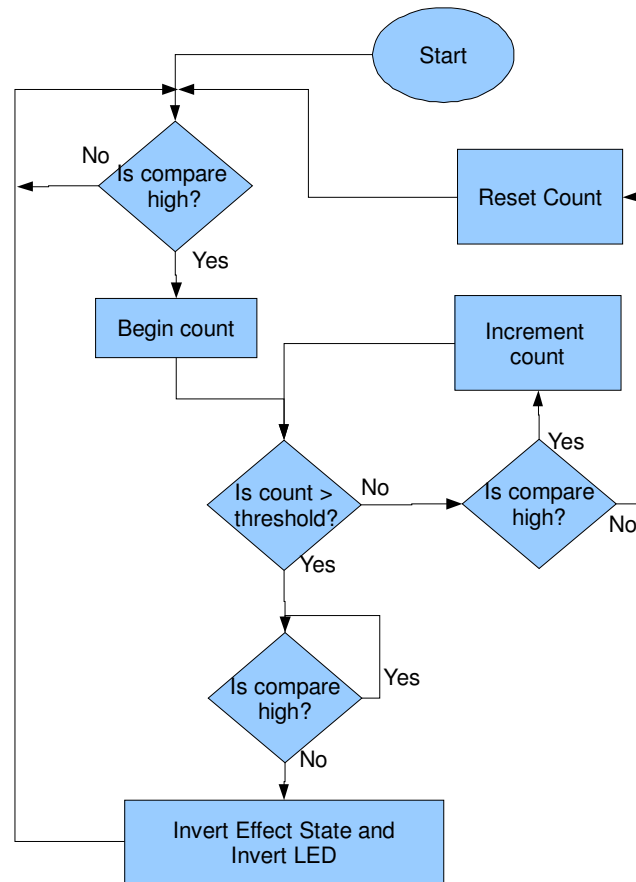 Start
No
Is compare
high?
Reset Count
Yes
Begin count
Increment
count
Yes
Is count >
threshold?
No
Is compare
high?
No
Yes
Is compare
high?
Yes
No
Invert Effect State and
Invert LED